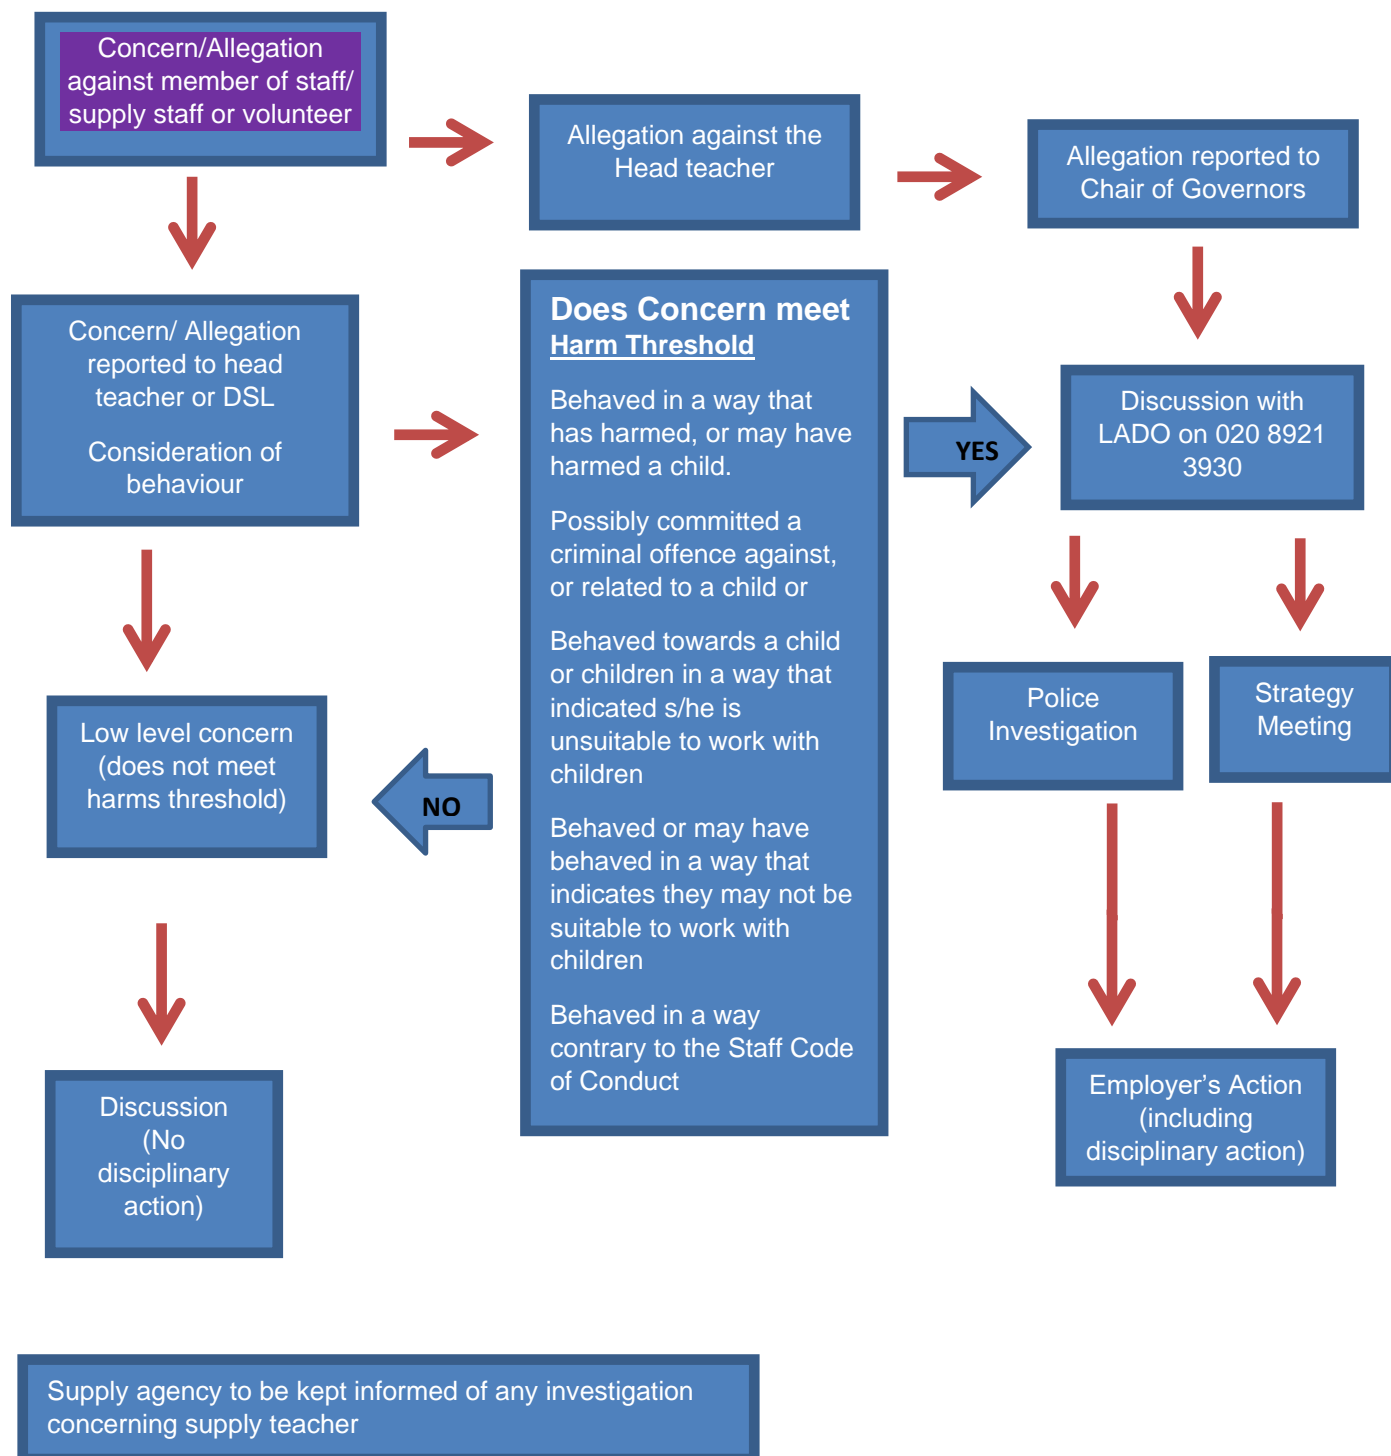 Concern/Allegation
against member of staff/
supply staff or volunteer
Allegation against the
Head teacher
Allegation reported to
Chair of Governors
Concern/ Allegation
reported to head
teacher or DSL
Consideration of
behaviour
Does Concern meet
Harm Threshold
Behaved in a way that
has harmed, or may have
harmed a child.
Possibly committed a
criminal offence against,
or related to a child or
Behaved towards a child
or children in a way that
indicated s/he is
unsuitable to work with
children
Behaved or may have
behaved in a way that
indicates they may not be
suitable to work with
children
Behaved in a way
contrary to the Staff Code
of Conduct
YES
Discussion with
LADO on 020 8921
3930
Police
Investigation
Strategy
Meeting
Low level concern
(does not meet
harms threshold)
NO
Discussion
(No
disciplinary
action)
Employer’s Action
(including
disciplinary action)
Supply agency to be kept informed of any investigation
concerning supply teacher